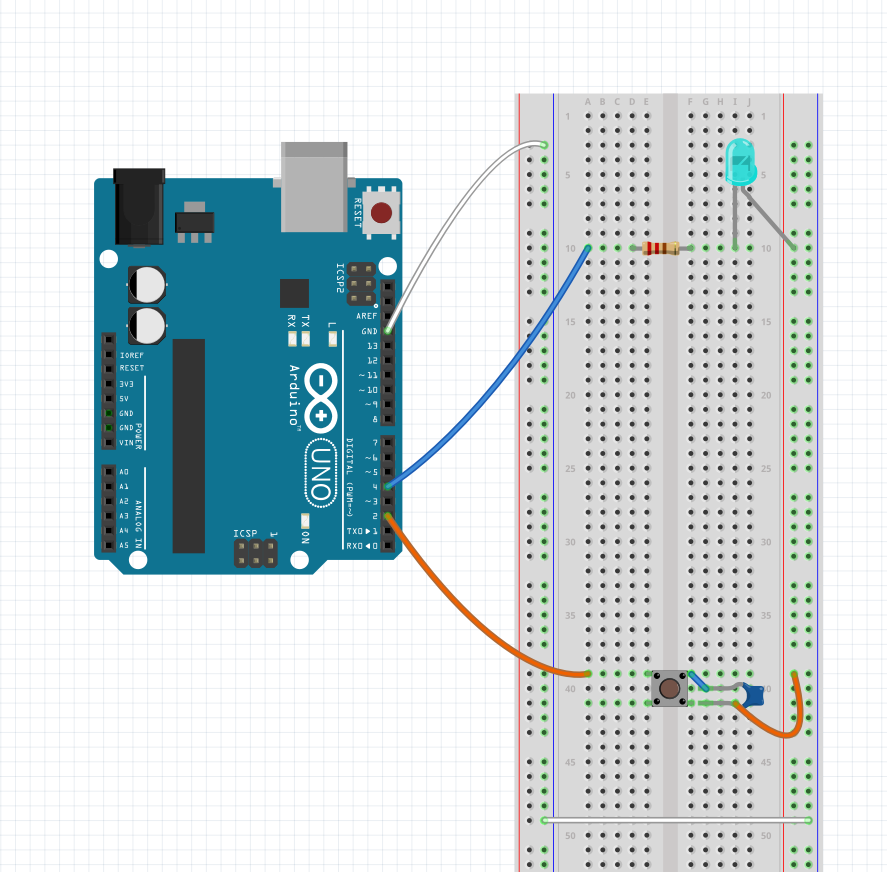 A B C D E F G H I J
1 1
5 5
10 10
15 15
20 20
25 25
30 30
35 35
40
45 45
50 50
RESET
ICSP2
AREF
GND
13
12
~11
~10
~9
8
7
~6
~5
4
~3
2
TX0▶1
RX0◀0
DIGITAL (PWM=~)
RX
TX
L
Arduino™
UNO
ON
ICSP
1
IOREF
RESET
3V3
5V
GND
GND
VIN
POWER
A0
A1
A2
A3
A4
A5
ANALOG IN